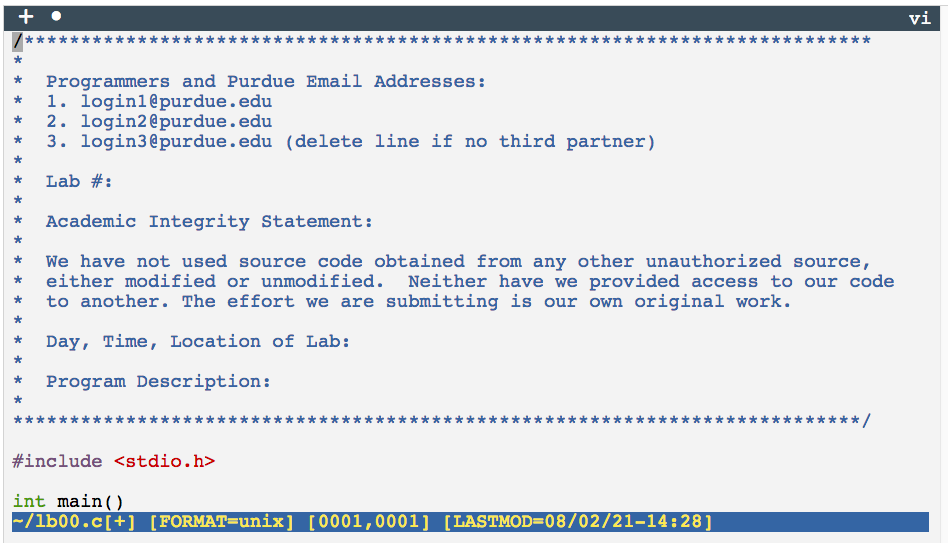 + • vi
/***************************************************************************
*
*  Programmers and Purdue Email Addresses:
*  1. login1@purdue.edu
*  2. login2@purdue.edu
*  3. login3@purdue.edu (delete line if no third partner)
*
*  Lab #:
*
*  Academic Integrity Statement:
*
*  We have not used source code obtained from any other unauthorized source,
*  either modified or unmodified.  Neither have we provided access to our code
*  to another. The effort we are submitting is our own original work.
*
*  Day, Time, Location of Lab:
*
*  Program Description:
*
***************************************************************************/
#include <stdio.h>
int main()
~/lb00.c[+] [FORMAT=unix] [0001,0001] [LASTMOD=08/02/21-14:28]